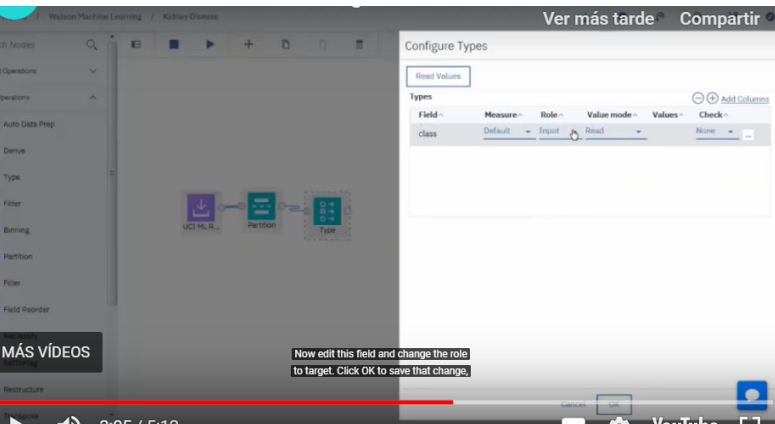 Watson Machine Learning / Kidney Disease
Ver más tarde
Compartir
Configure Types
Read Values
Types
Add Columns
Field Measure Role Value mode Values Check
class Default Input Read None ...
Auto Data Prep
Derive
Type
Filter
Binning
Partition
Filler
Field Reorder
Restructure
Transpose
UCI ML R...
Partition
Type
MÁS VÍDEOS
Now edit this field and change the role
to target. Click OK to save that change,
Cancel OK
YouTube